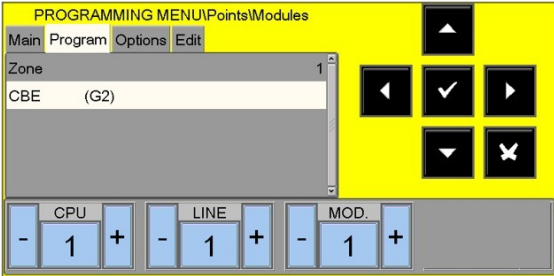 PROGRAMMING MENU\Points\Modules
Main Program Options Edit
Zone 1
CBE (G2)
CPU LINE MOD.
- 1 + - 1 + - 1 +